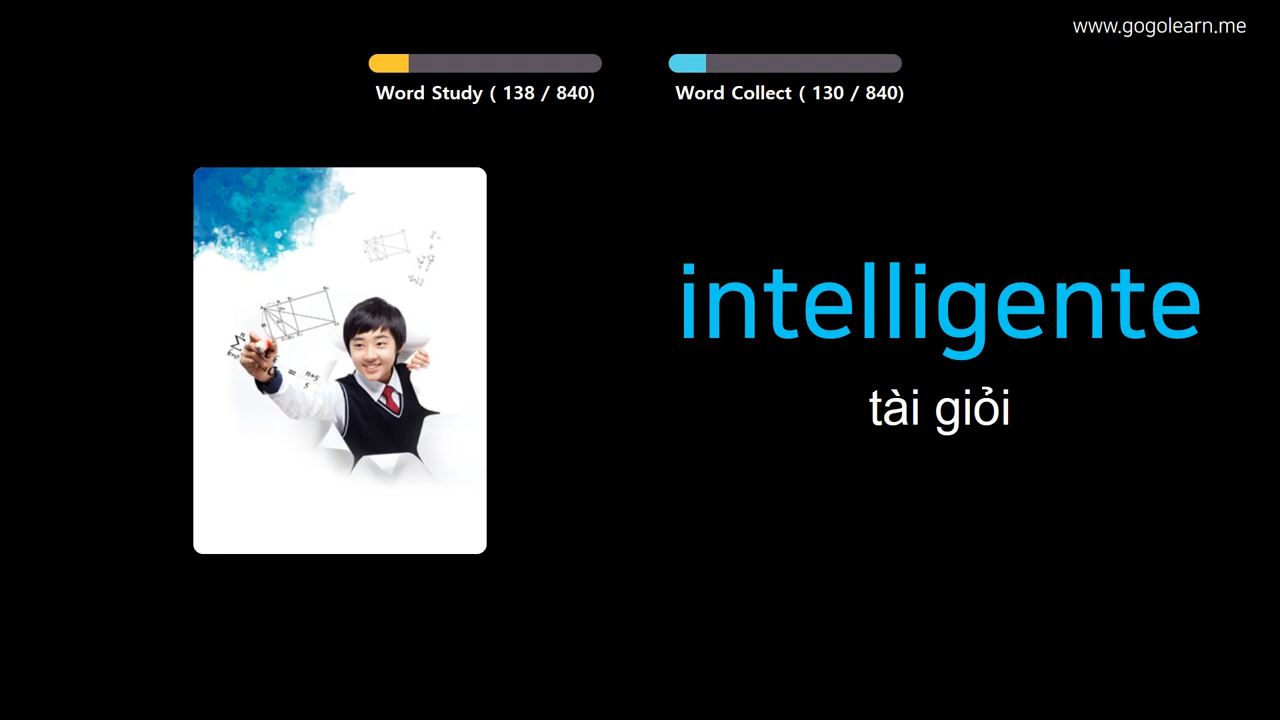 www.gogolearn.me
Word Study ( 138 / 840)
Word Collect ( 130 / 840)
intelligente
tài giỏi